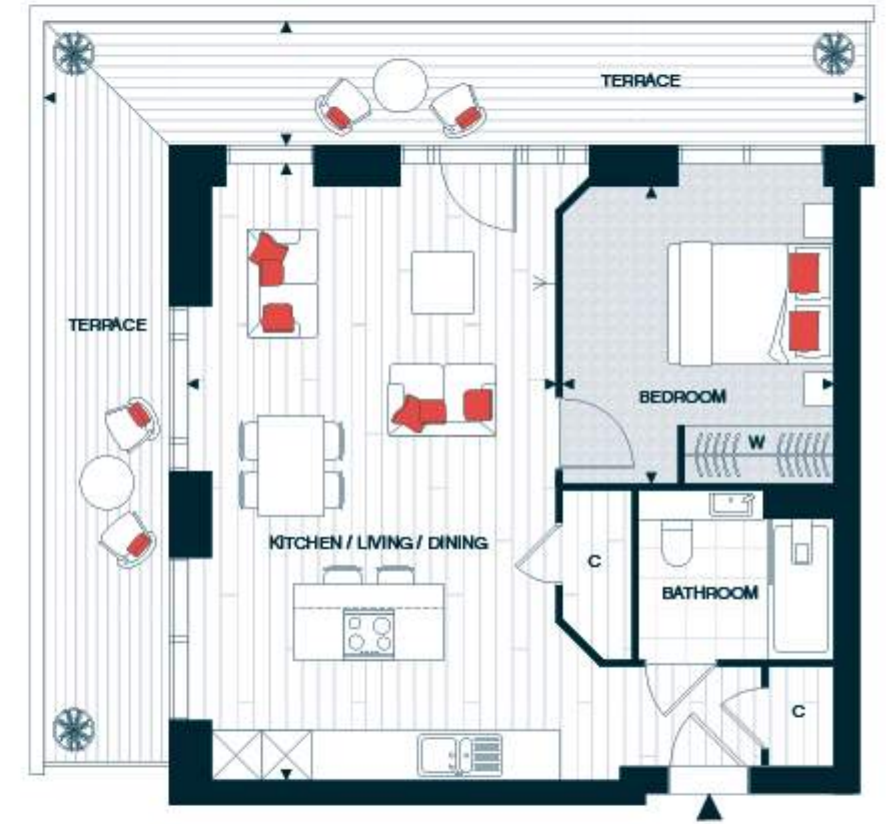 TERRACE
TERRACE
BEDROOM
W
KITCHEN / LIVING / DINING
C
BATHROOM
C